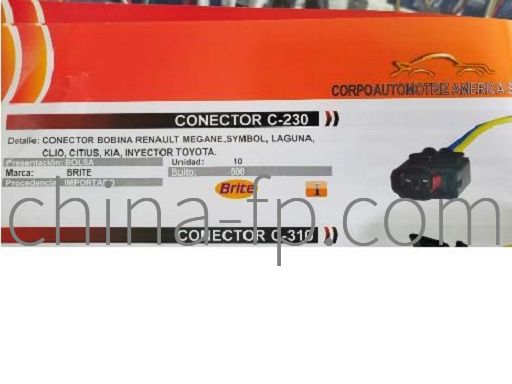 CORPOAUTOMOTRIZ AMERICA S
CONECTOR C-230
Detalle: CONECTOR BOBINA RENAULT MEGANE,SYMBOL, LAGUNA,
CLIO, CITIUS, KIA, INYECTOR TOYOTA.
Presentación: BOLSA Unidad: 10
Marca: BRITE Bulto: 500
Procedencia: IMPORTADO
Brite
china-fp.com
CONECTOR C-310